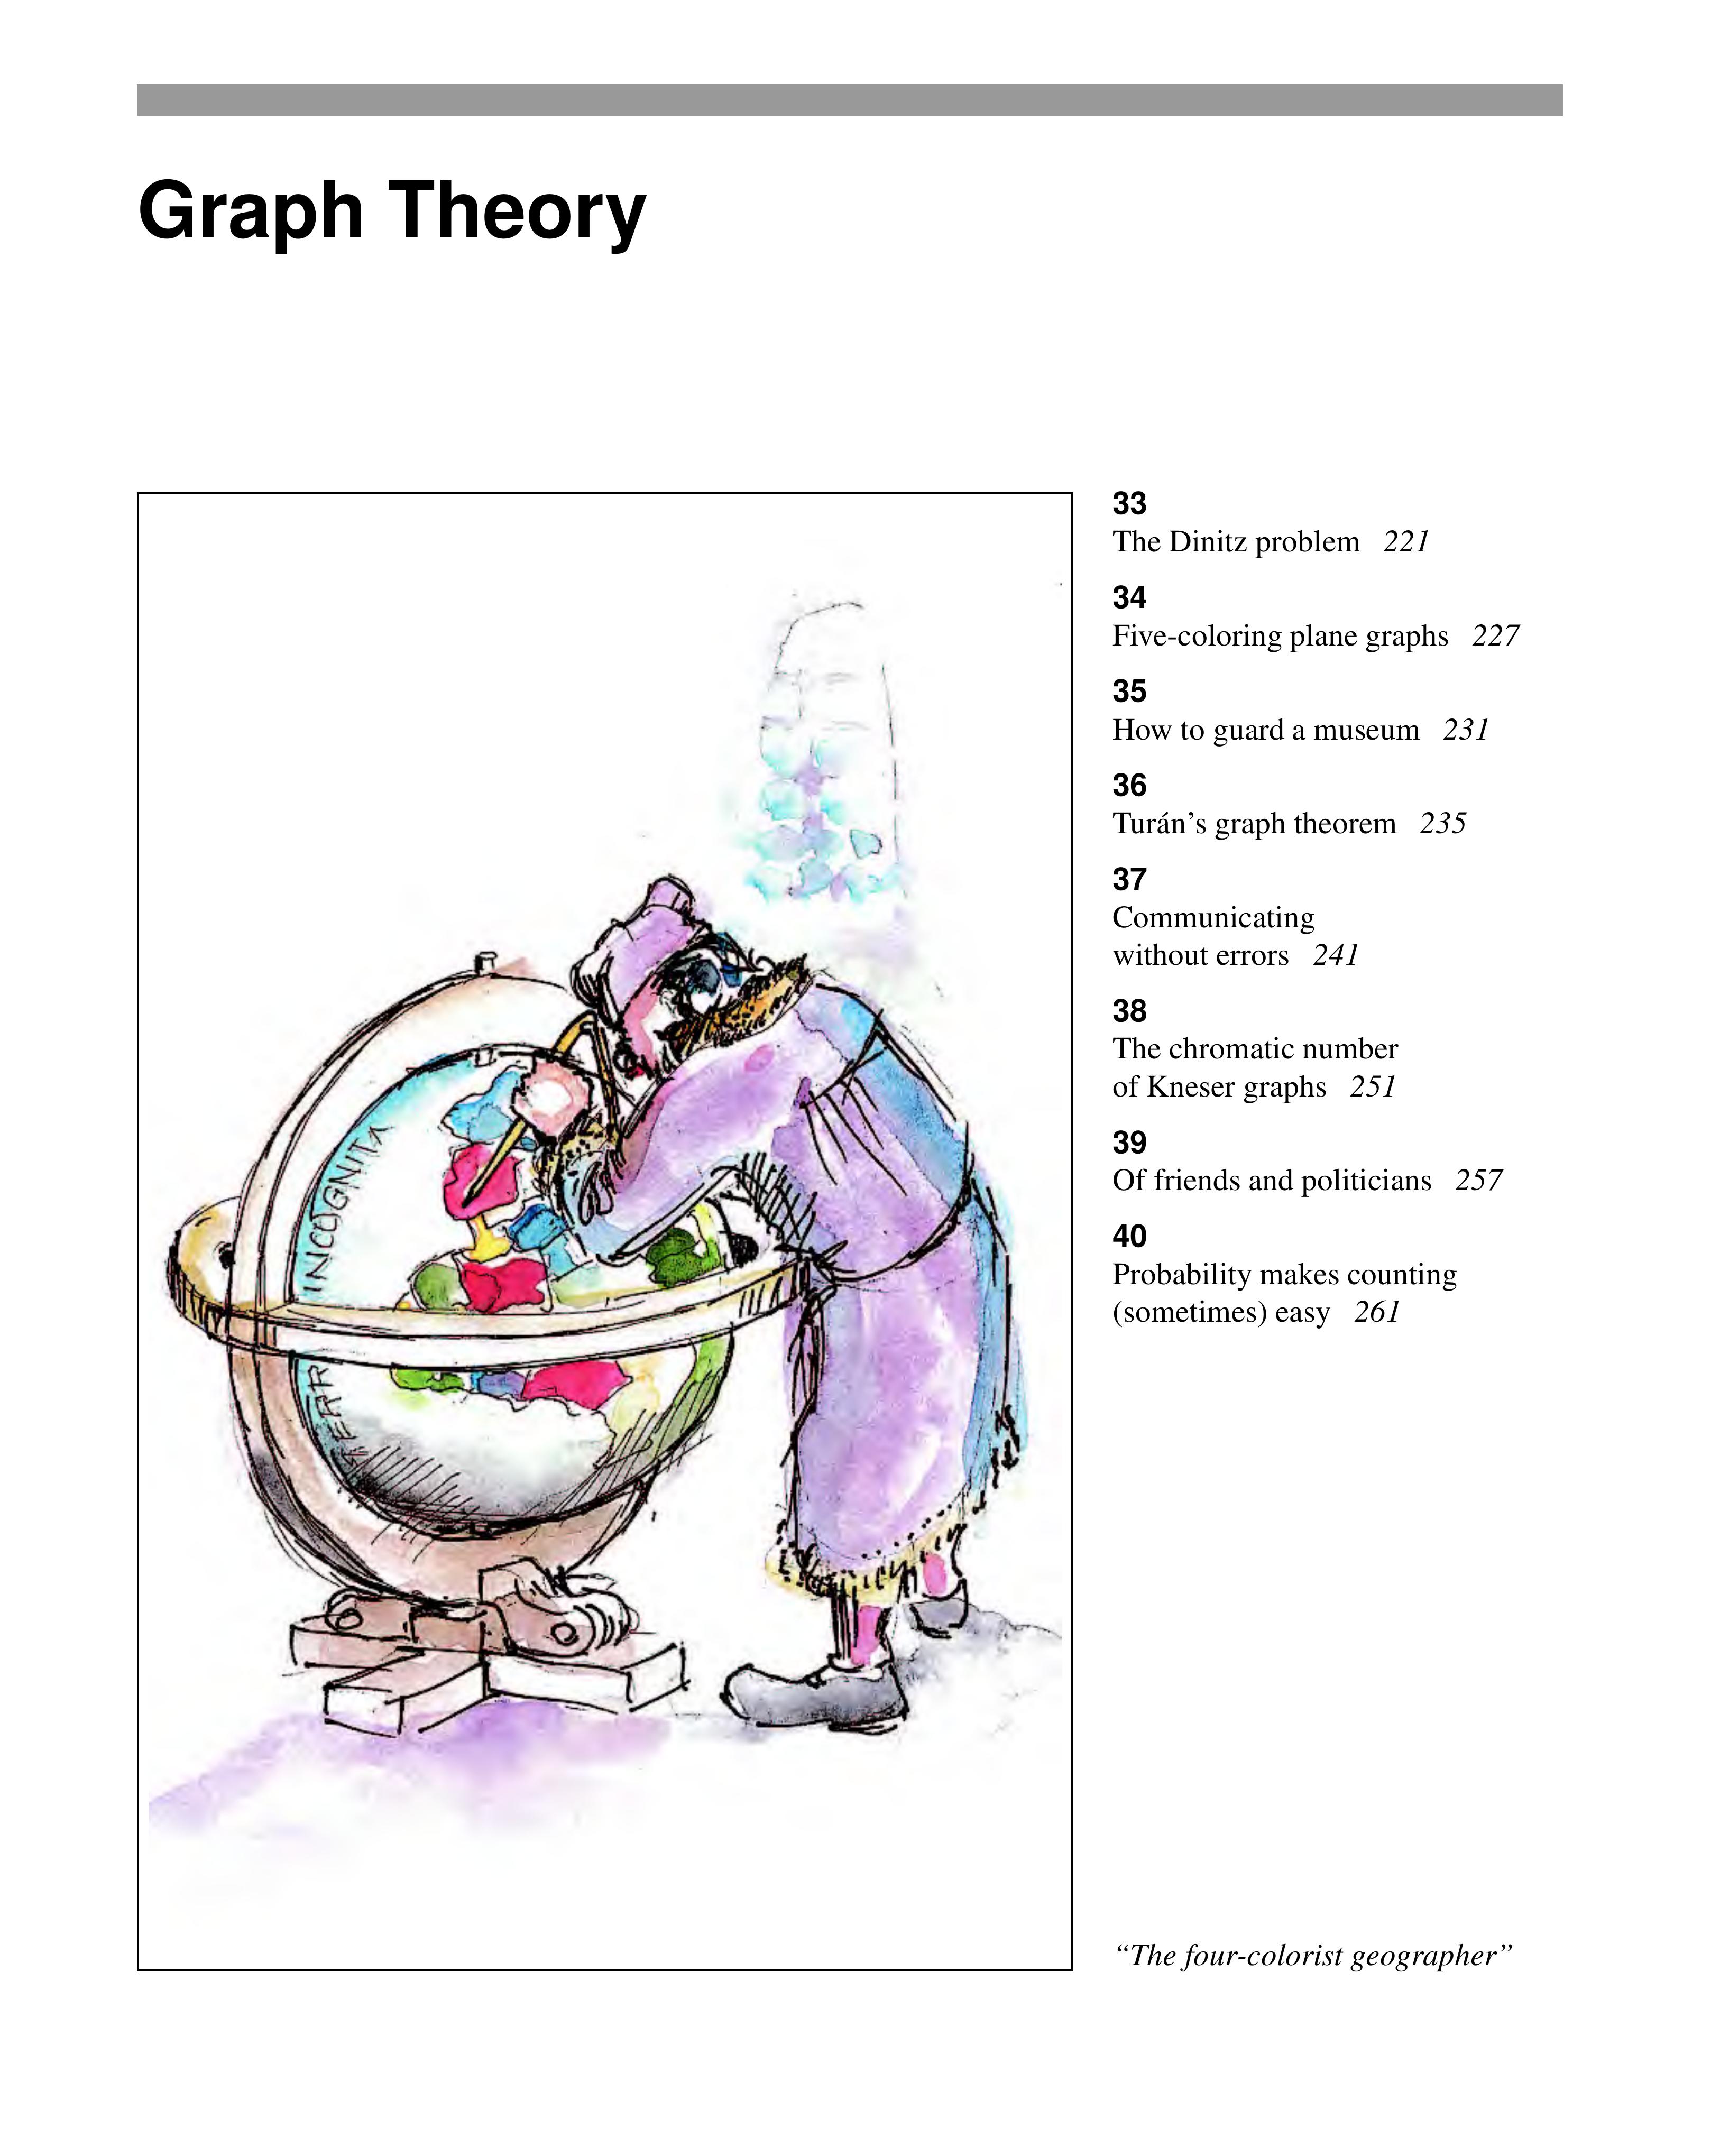 Graph Theory
33
The Dinitz problem 221
34
Five-coloring plane graphs 227
35
How to guard a museum 231
36
Turán’s graph theorem 235
37
Communicating
without errors 241
38
The chromatic number
of Kneser graphs 251
39
Of friends and politicians 257
40
Probability makes counting
(sometimes) easy 261
INCOGNITA
TERR
“The four-colorist geographer”